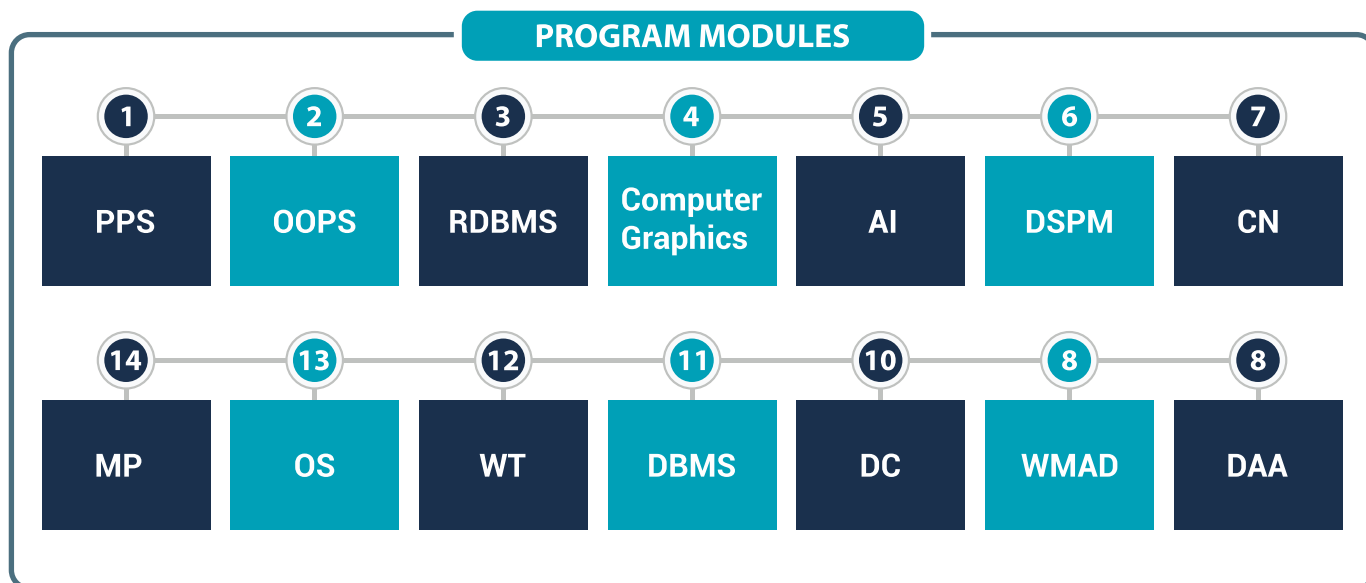 PROGRAM MODULES
1
2
3
4
5
6
7
PPS
OOPS
RDBMS
Computer
Graphics
AI
DSPM
CN
14
13
12
11
10
8
8
MP
OS
WT
DBMS
DC
WMAD
DAA